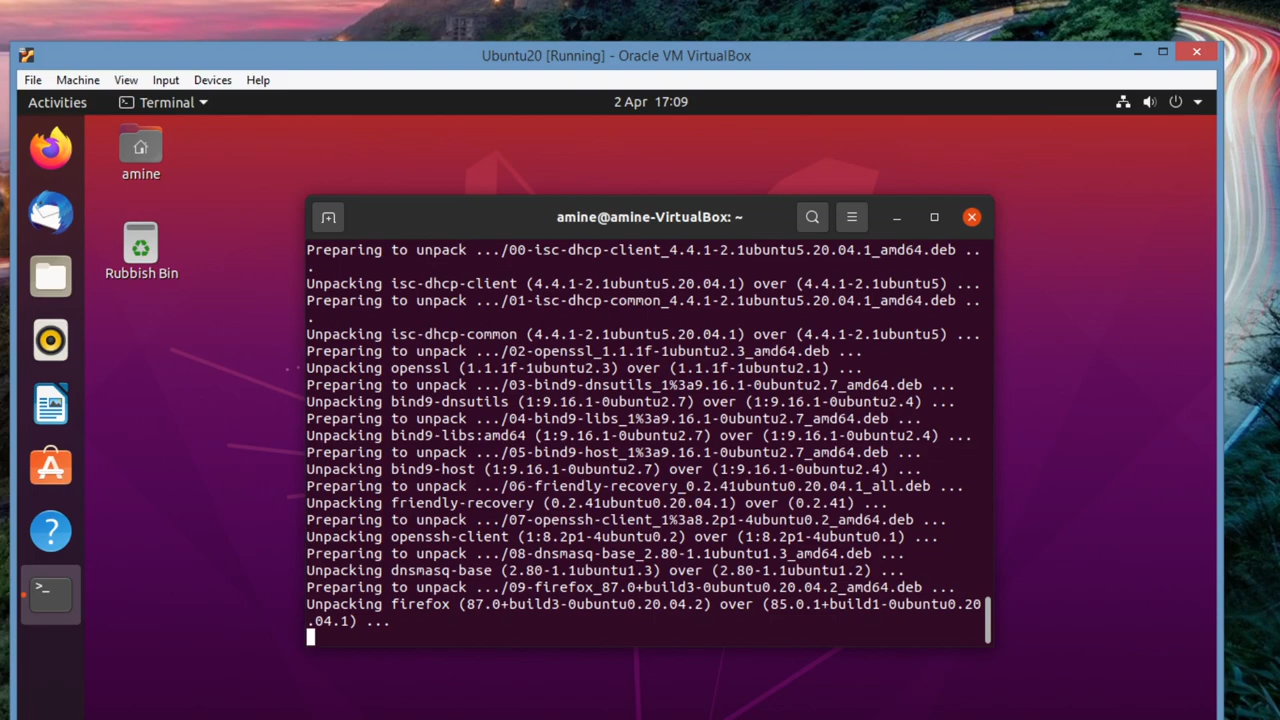 Ubuntu20 [Running] - Oracle VM VirtualBox
File Machine View Input Devices Help
Activities Terminal 2 Apr 17:09
amine
Rubbish Bin
amine@amine-VirtualBox: ~
Preparing to unpack .../00-isc-dhcp-client_4.4.1-2.1ubuntu5.20.04.1_amd64.deb ..
.
Unpacking isc-dhcp-client (4.4.1-2.1ubuntu5.20.04.1) over (4.4.1-2.1ubuntu5) ...
Preparing to unpack .../01-isc-dhcp-common_4.4.1-2.1ubuntu5.20.04.1_amd64.deb ..
.
Unpacking isc-dhcp-common (4.4.1-2.1ubuntu5.20.04.1) over (4.4.1-2.1ubuntu5) ...
Preparing to unpack .../02-openssl_1.1.1f-1ubuntu2.3_amd64.deb ...
Unpacking openssl (1.1.1f-1ubuntu2.3) over (1.1.1f-1ubuntu2.1) ...
Preparing to unpack .../03-bind9-dnsutils_1%3a9.16.1-0ubuntu2.7_amd64.deb ...
Unpacking bind9-dnsutils (1:9.16.1-0ubuntu2.7) over (1:9.16.1-0ubuntu2.4) ...
Preparing to unpack .../04-bind9-libs_1%3a9.16.1-0ubuntu2.7_amd64.deb ...
Unpacking bind9-libs:amd64 (1:9.16.1-0ubuntu2.7) over (1:9.16.1-0ubuntu2.4) ...
Preparing to unpack .../05-bind9-host_1%3a9.16.1-0ubuntu2.7_amd64.deb ...
Unpacking bind9-host (1:9.16.1-0ubuntu2.7) over (1:9.16.1-0ubuntu2.4) ...
Preparing to unpack .../06-friendly-recovery_0.2.41ubuntu0.20.04.1_all.deb ...
Unpacking friendly-recovery (0.2.41ubuntu0.20.04.1) over (0.2.41) ...
Preparing to unpack .../07-openssh-client_1%3a8.2p1-4ubuntu0.2_amd64.deb ...
Unpacking openssh-client (1:8.2p1-4ubuntu0.2) over (1:8.2p1-4ubuntu0.1) ...
Preparing to unpack .../08-dnsmasq-base_2.80-1.1ubuntu1.3_amd64.deb ...
Unpacking dnsmasq-base (2.80-1.1ubuntu1.3) over (2.80-1.1ubuntu1.2) ...
Preparing to unpack .../09-firefox_87.0+build3-0ubuntu0.20.04.2_amd64.deb ...
Unpacking firefox (87.0+build3-0ubuntu0.20.04.2) over (85.0.1+build1-0ubuntu0.20
.04.1) ...